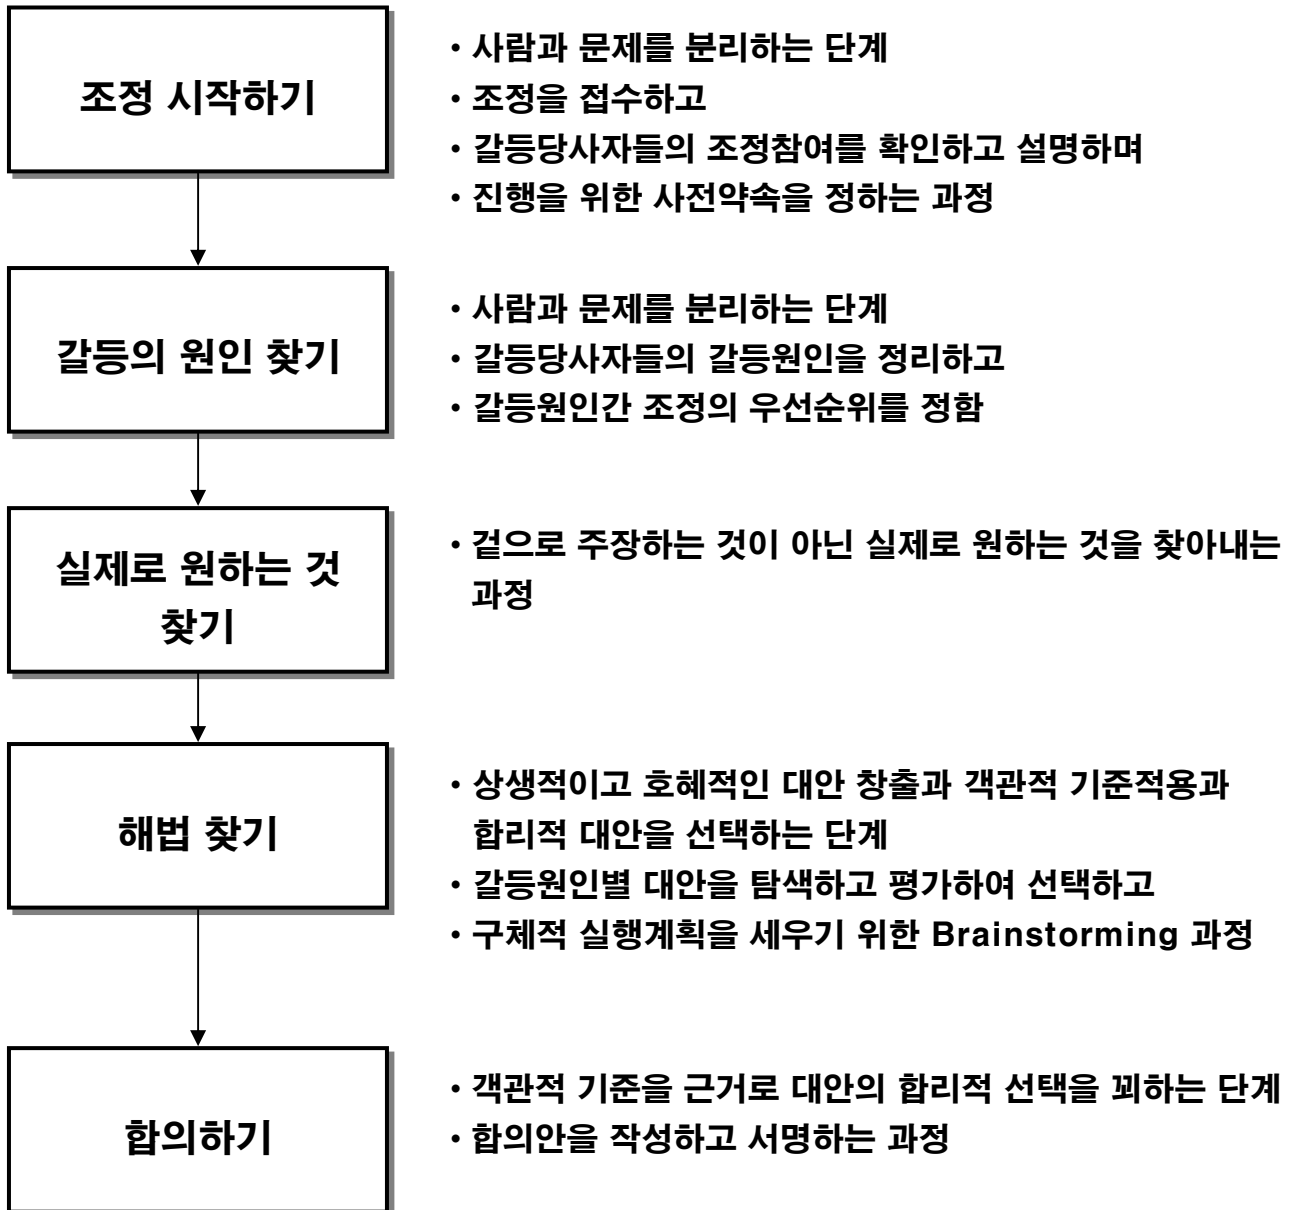 조정 시작하기
• 사람과 문제를 분리하는 단계
• 조정을 접수하고
• 갈등당사자들의 조정참여를 확인하고 설명하며
• 진행을 위한 사전약속을 정하는 과정
갈등의 원인 찾기
• 사람과 문제를 분리하는 단계
• 갈등당사자들의 갈등원인을 정리하고
• 갈등원인간 조정의 우선순위를 정함
실제로 원하는 것
찾기
• 겉으로 주장하는 것이 아닌 실제로 원하는 것을 찾아내는
과정
해법 찾기
• 상생적이고 호혜적인 대안 창출과 객관적 기준적용과
합리적 대안을 선택하는 단계
• 갈등원인별 대안을 탐색하고 평가하여 선택하고
• 구체적 실행계획을 세우기 위한 Brainstorming 과정
합의하기
• 객관적 기준을 근거로 대안의 합리적 선택을 꾀하는 단계
• 합의안을 작성하고 서명하는 과정